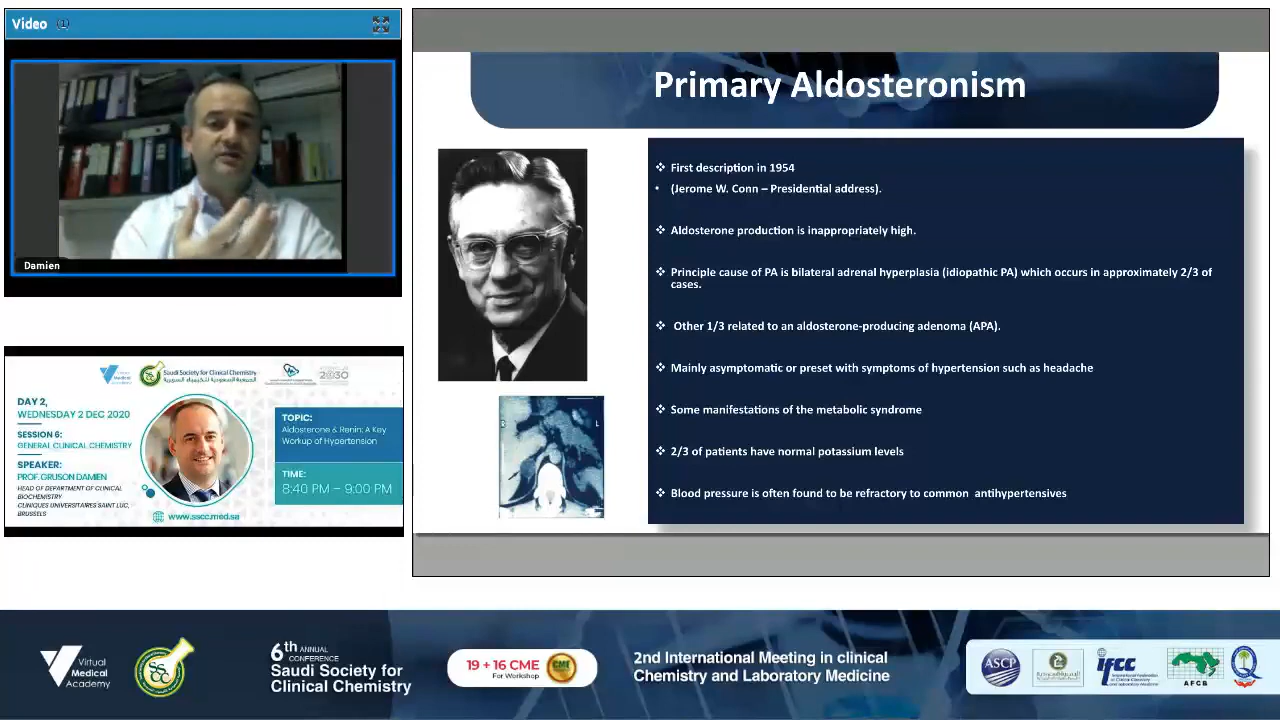 Video (1)
Damien
Primary Aldosteronism
❖ First description in 1954
• (Jerome W. Conn – Presidential address).
❖ Aldosterone production is inappropriately high.
❖ Principle cause of PA is bilateral adrenal hyperplasia (idiopathic PA) which occurs in approximately 2/3 of
cases.
❖ Other 1/3 related to an aldosterone-producing adenoma (APA).
❖ Mainly asymptomatic or preset with symptoms of hypertension such as headache
❖ Some manifestations of the metabolic syndrome
❖ 2/3 of patients have normal potassium levels
❖ Blood pressure is often found to be refractory to common antihypertensives
Saudi Society for Clinical Chemistry
2030
DAY 2,
WEDNESDAY 2 DEC 2020
SESSION 6:
GENERAL CLINICAL CHEMISTRY
SPEAKER:
PROF. GRUSON DAMIEN
HEAD OF DEPARTMENT OF CLINICAL
BIOCHEMISTRY
CLINIQUES UNIVERSITAIRES SAINT LUC,
BRUSSELS
TOPIC:
Aldosterone & Renin: A Key
Workup of Hypertension
TIME:
8:40 PM – 9:00 PM
www.sscc.med.sa
Virtual
Medical
Academy
6th ANNUAL
CONFERENCE
Saudi Society for
Clinical Chemistry
19 + 16 CME
For Workshop
CME
2nd International Meeting in clinical
Chemistry and Laboratory Medicine
ASCP
ifcc
AFCB